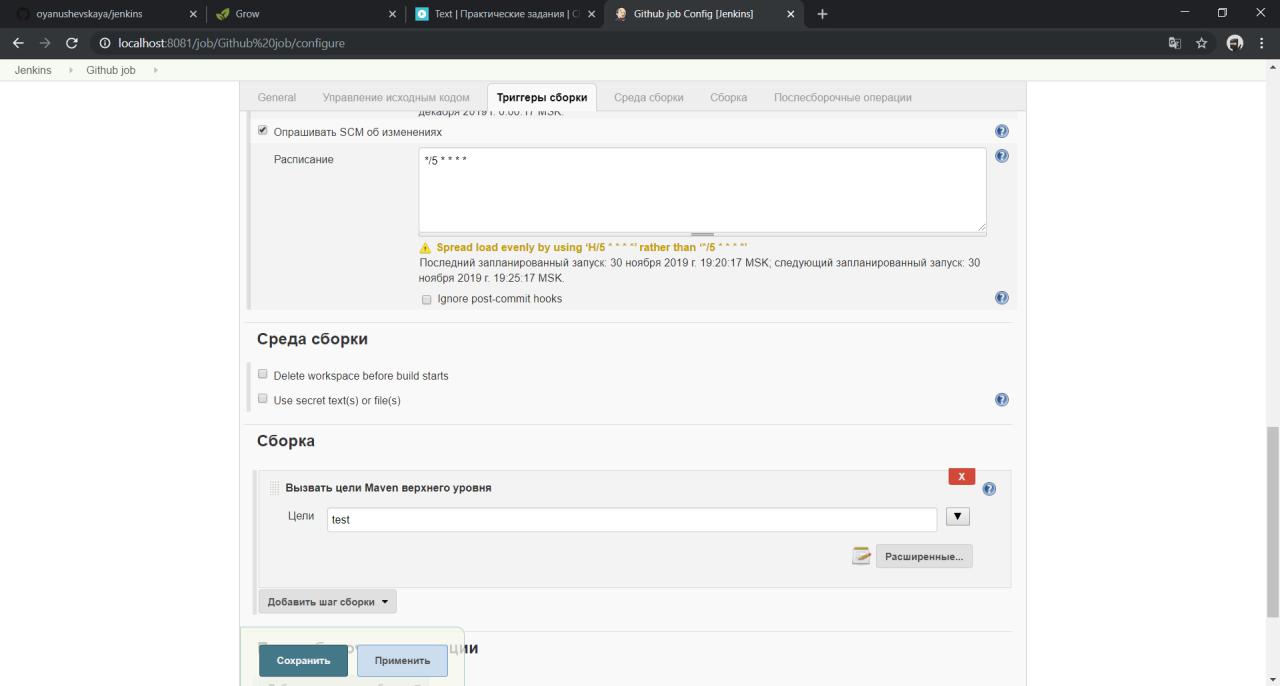 oyanushevskaya/jenkins
Grow
Text | Практические задания |
Github job Config [Jenkins]
localhost:8081/job/Github%20job/configure
Jenkins
Github job
General
Управление исходным кодом
Триггеры сборки
Среда сборки
Сборка
Послесборочные операции
декабря 2019 г. 0:00:17 MSK.
Опрашивать SCM об изменениях
Расписание
*/5 * * * *
Spread load evenly by using ‘H/5 * * * *’ rather than ‘*/5 * * * *’
Последний запланированный запуск: 30 ноября 2019 г. 19:20:17 MSK; следующий запланированный запуск: 30
ноября 2019 г. 19:25:17 MSK.
Ignore post-commit hooks
Среда сборки
Delete workspace before build starts
Use secret text(s) or file(s)
Сборка
X
Вызвать цели Maven верхнего уровня
Цели
test
Расширенные...
Добавить шаг сборки
Сохранить
Применить